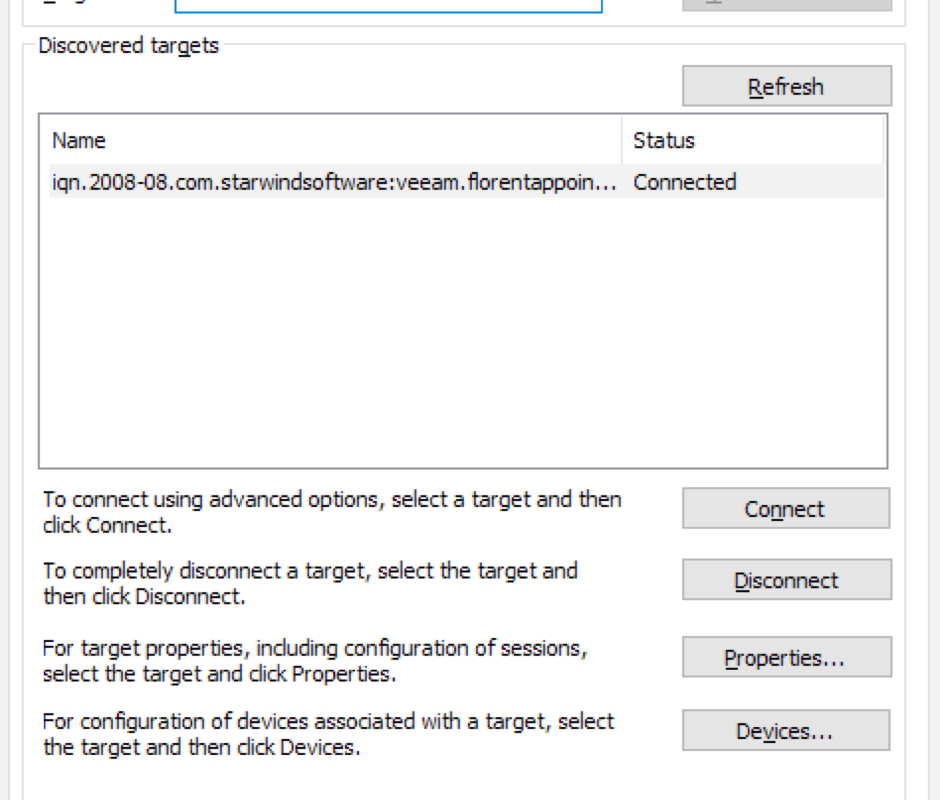 Discovered targets
Refresh
Name Status
iqn.2008-08.com.starwindsoftware:veeam.florentappoin... Connected
To connect using advanced options, select a target and then
click Connect.
Connect
To completely disconnect a target, select the target and
then click Disconnect.
Disconnect
For target properties, including configuration of sessions,
select the target and click Properties.
Properties...
For configuration of devices associated with a target, select
the target and then click Devices.
Devices...